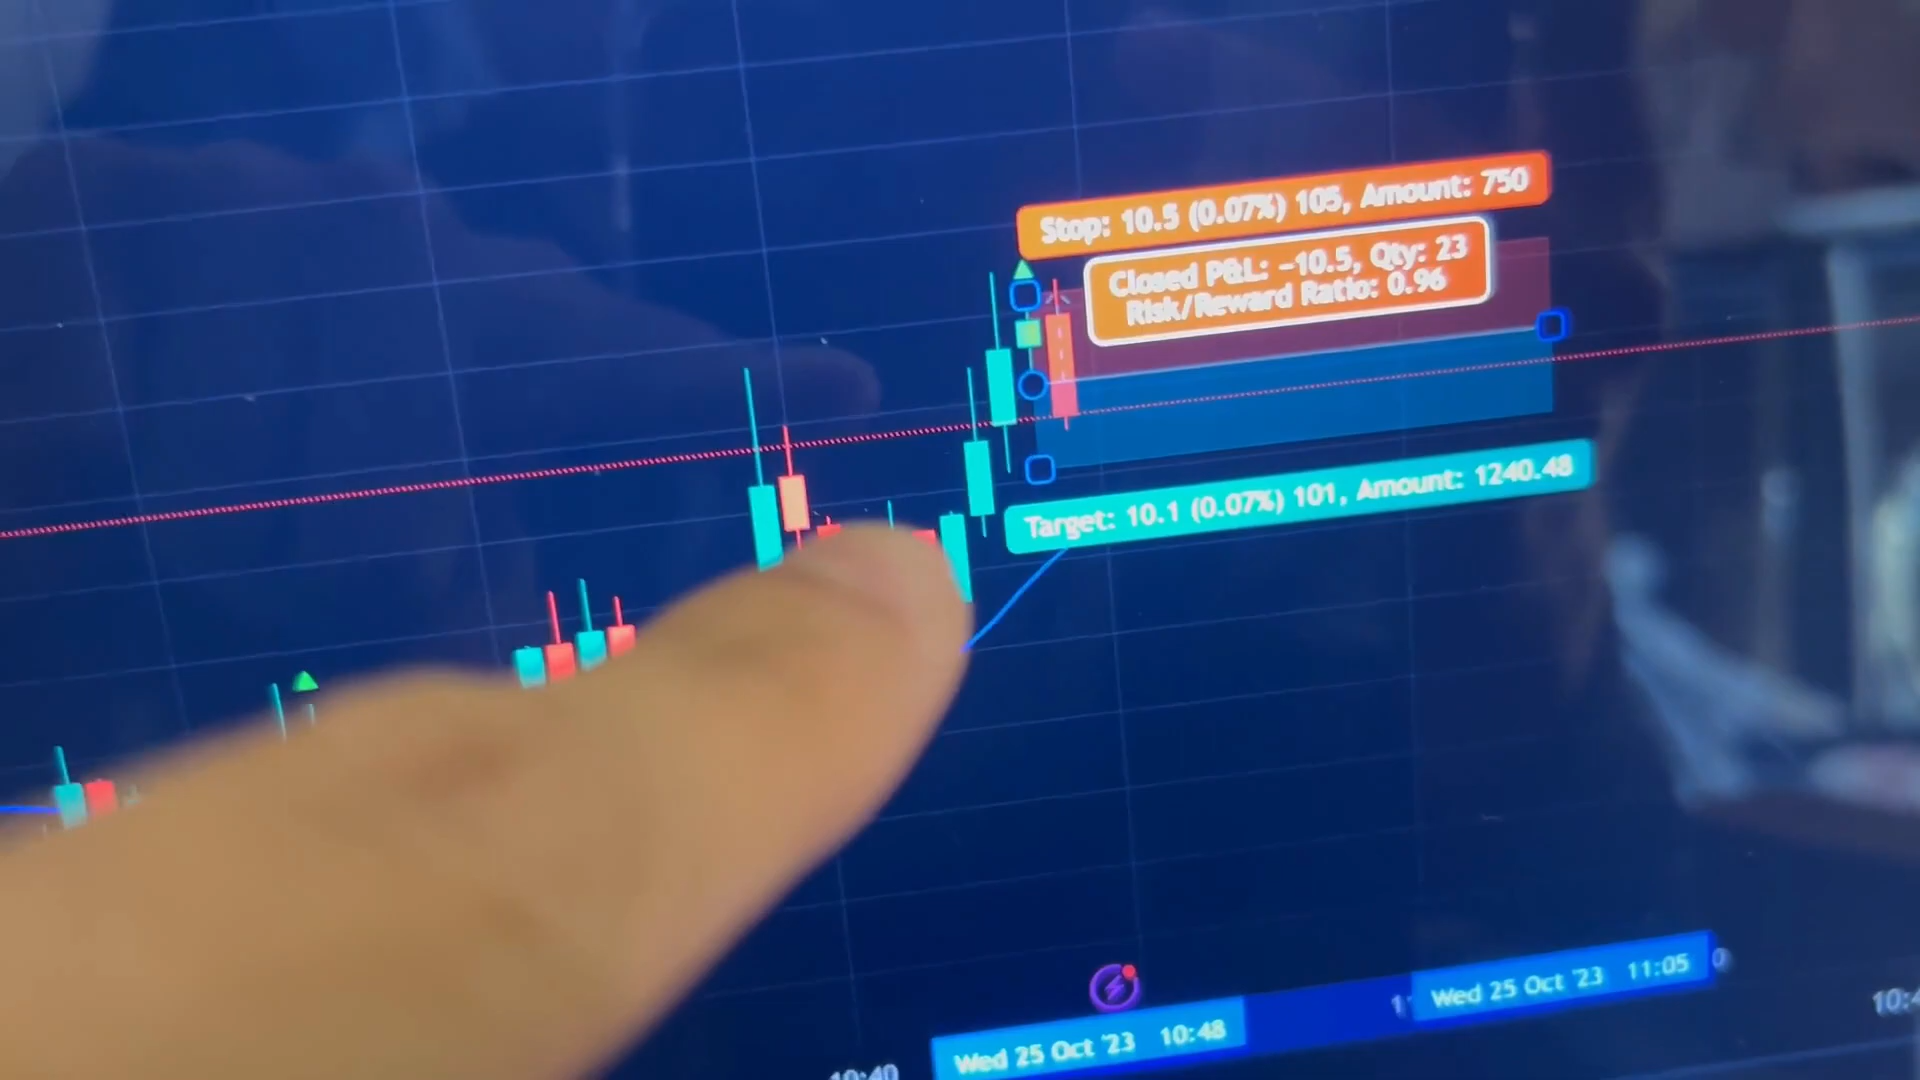 Stop: 10.5 (0.07%) 105, Amount: 750
Closed P&L: -10.5, Qty: 23
Risk/Reward Ratio: 0.96
Target: 10.1 (0.07%) 101, Amount: 1240.48
Wed 25 Oct '23 11:05
Wed 25 Oct '23 10:48
10:40